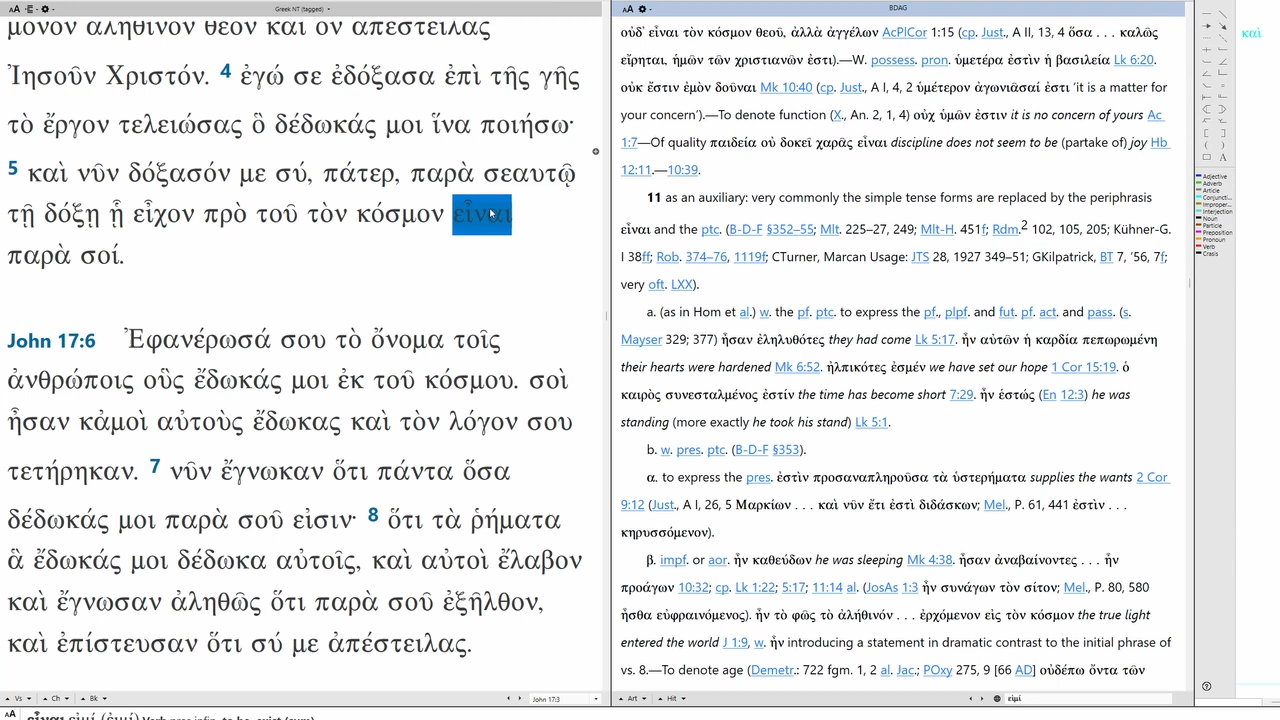 Greek NT (tagged)
μόνον ἀληθινὸν θεὸν καὶ ὃν ἀπέστειλας
Ἰησοῦν Χριστόν. 4 ἐγώ σε ἐδόξασα ἐπὶ τῆς γῆς
τὸ ἔργον τελειώσας ὃ δέδωκάς μοι ἵνα ποιήσω·
5 καὶ νῦν δόξασόν με σύ, πάτερ, παρὰ σεαυτῷ
τῇ δόξῃ ᾗ εἶχον πρὸ τοῦ τὸν κόσμον εἶναι
παρὰ σοί.
John 17:6 Ἐφανέρωσά σου τὸ ὄνομα τοῖς
ἀνθρώποις οὓς ἔδωκάς μοι ἐκ τοῦ κόσμου. σοὶ
ἦσαν κἀμοὶ αὐτοὺς ἔδωκας καὶ τὸν λόγον σου
τετήρηκαν. 7 νῦν ἔγνωκαν ὅτι πάντα ὅσα
δέδωκάς μοι παρὰ σοῦ εἰσιν· 8 ὅτι τὰ ῥήματα
ἃ ἔδωκάς μοι δέδωκα αὐτοῖς, καὶ αὐτοὶ ἔλαβον
καὶ ἔγνωσαν ἀληθῶς ὅτι παρὰ σοῦ ἐξῆλθον,
καὶ ἐπίστευσαν ὅτι σύ με ἀπέστειλας.
Vs Ch Bk John 17:3
BDAG
οὐδ᾽ εἶναι τὸν κόσμον θεοῦ, ἀλλὰ ἀγγέλων AcPlCor 1:15 (cp. Just., A II, 13, 4 ὅσα . . . καλῶς
εἴρηται, ἡμῶν τῶν χριστιανῶν ἐστι).—W. possess. pron. ὑμετέρα ἐστὶν ἡ βασιλεία Lk 6:20.
οὐκ ἔστιν ἐμὸν δοῦναι Mk 10:40 (cp. Just., A I, 4, 2 ὑμέτερον ἀγωνιᾶσαί ἐστι ‘it is a matter for
your concern’).—To denote function (X., An. 2, 1, 4) οὐχ ὑμῶν ἐστιν it is no concern of yours Ac
1:7—Of quality παιδεία οὐ δοκεῖ χαρᾶς εἶναι discipline does not seem to be (partake of) joy Hb
12:11.—10:39.
11 as an auxiliary: very commonly the simple tense forms are replaced by the periphrasis
εἶναι and the ptc. (B-D-F §352–55; Mlt. 225–27, 249; Mlt-H. 451f; Rdm.2 102, 105, 205; Kühner-G.
I 38ff; Rob. 374–76, 1119f; CTurner, Marcan Usage: JTS 28, 1927 349–51; GKilpatrick, BT 7, ’56, 7f;
very oft. LXX).
a. (as in Hom et al.) w. the pf. ptc. to express the pf., plpf. and fut. pf. act. and pass. (s.
Mayser 329; 377) ἦσαν ἐληλυθότες they had come Lk 5:17. ἦν αὐτῶν ἡ καρδία πεπωρωμένη
their hearts were hardened Mk 6:52. ἠλπικότες ἐσμέν we have set our hope 1 Cor 15:19. ὁ
καιρὸς συνεσταλμένος ἐστίν the time has become short 7:29. ἦν ἑστώς (En 12:3) he was
standing (more exactly he took his stand) Lk 5:1.
b. w. pres. ptc. (B-D-F §353).
α. to express the pres. ἐστὶν προσαναπληροῦσα τὰ ὑστερήματα supplies the wants 2 Cor
9:12 (Just., A I, 26, 5 Μαρκίων . . . καὶ νῦν ἔτι ἐστὶ διδάσκων; Mel., P. 61, 441 ἐστὶν . . .
κηρυσσόμενον).
β. impf. or aor. ἦν καθεύδων he was sleeping Mk 4:38. ἦσαν ἀναβαίνοντες . . . ἦν
προάγων 10:32; cp. Lk 1:22; 5:17; 11:14 al. (JosAs 1:3 ἦν συνάγων τὸν σίτον; Mel., P. 80, 580
ἦσθα εὐφραινόμενος). ἦν τὸ φῶς τὸ ἀλήθινόν . . . ἐρχόμενον εἰς τὸν κόσμον the true light
entered the world J 1:9, w. ἦν introducing a statement in dramatic contrast to the initial phrase of
vs. 8.—To denote age (Demetr.: 722 fgm. 1, 2 al. Jac.; POxy 275, 9 [66 AD] οὐδέπω ὄντα τῶν
Art Hit εἰμί
Adjective
Adverb
Article
Conjuncti..
Improper..
Interjection
Noun
Particle
Preposition
Pronoun
Verb
Crasis
καὶ
εἶναι εἰμί (ἐιμί) Verb pres infin. to be, exist (sum)